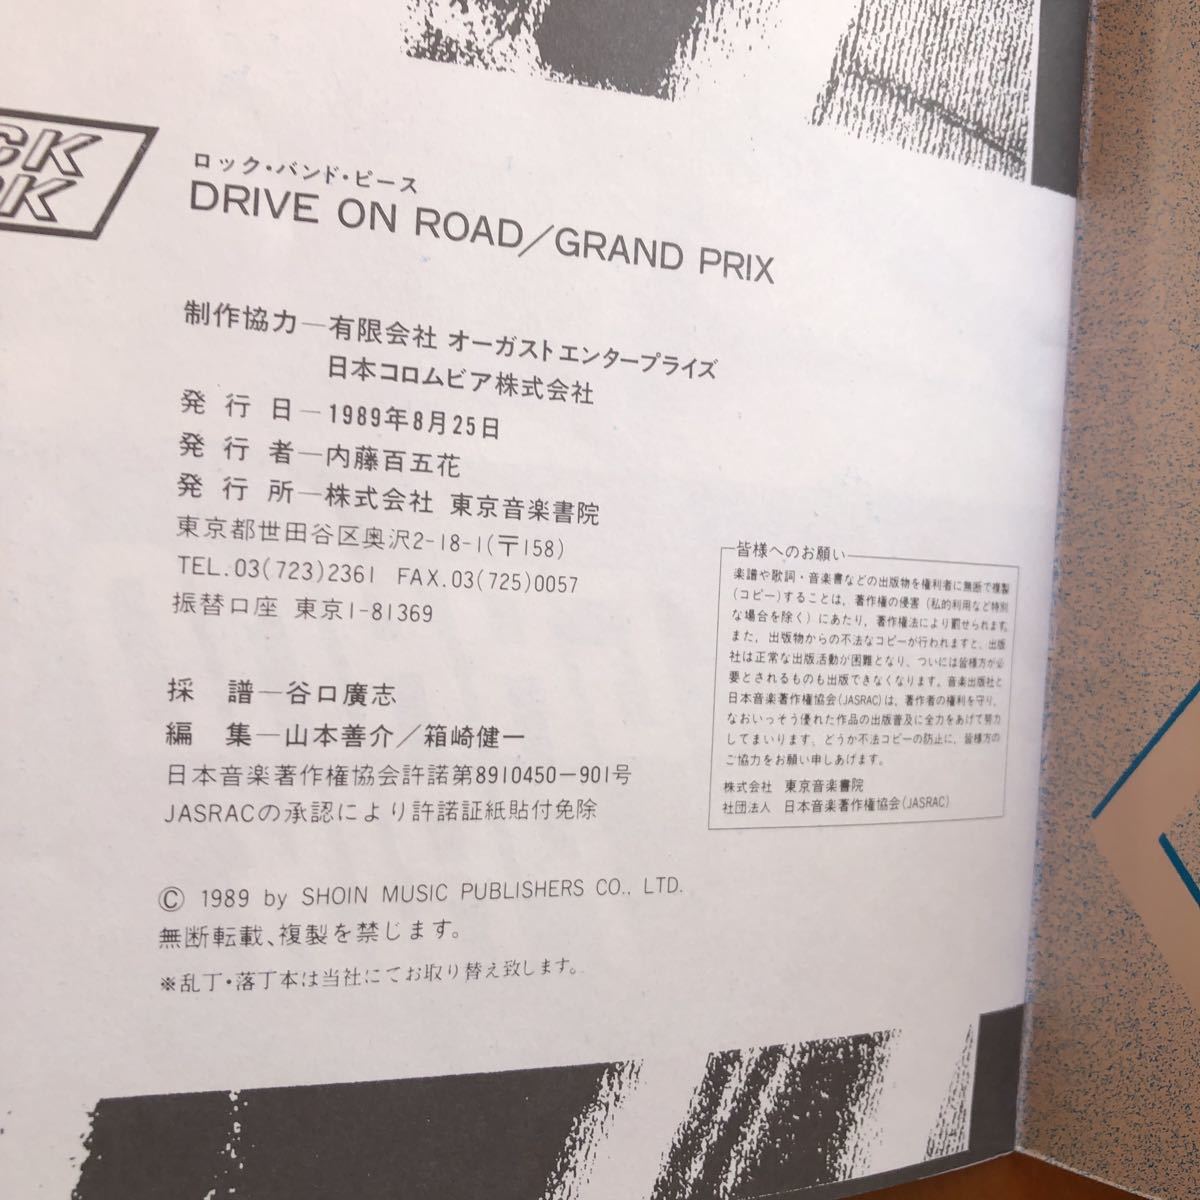 CK
ロック・バンド・ピース
DRIVE ON ROAD／GRAND PRIX
制作協力―有限会社 オーガストエンタープライズ
日本コロムビア株式会社
発行日―1989年8月25日
発行者―内藤百五花
発行所―株式会社 東京音楽書院
東京都世田谷区奥沢2-18-1(〒158)
TEL.03(723)2361 FAX.03(725)0057
振替口座 東京1-81369
採譜―谷口廣志
編集―山本善介／箱崎健一
日本音楽著作権協会許諾第8910450－901号
JASRACの承認により許諾証紙貼付免除
Ⓒ 1989 by SHOIN MUSIC PUBLISHERS CO., LTD.
無断転載、複製を禁じます。
※乱丁・落丁本は当社にてお取り替え致します。
皆様へのお願い
楽譜や歌詞・音楽書などの出版物を権利者に無断で複製
(コピー)することは、著作権の侵害(私的利用など特別
な場合を除く)にあたり、著作権法により罰せられます。
また、出版物からの不法なコピーが行われますと、出版
社は正常な出版活動が困難となり、ついには皆様方が必
要とされるものも出版できなくなります。音楽出版社と
日本音楽著作権協会(JASRAC)は、著作者の権利を守り、
なおいっそう優れた作品の出版普及に全力をあげて努力
してまいります。どうか不法コピーの防止に、皆様方の
ご協力をお願い申しあげます。
株式会社 東京音楽書院
社団法人 日本音楽著作権協会(JASRAC)